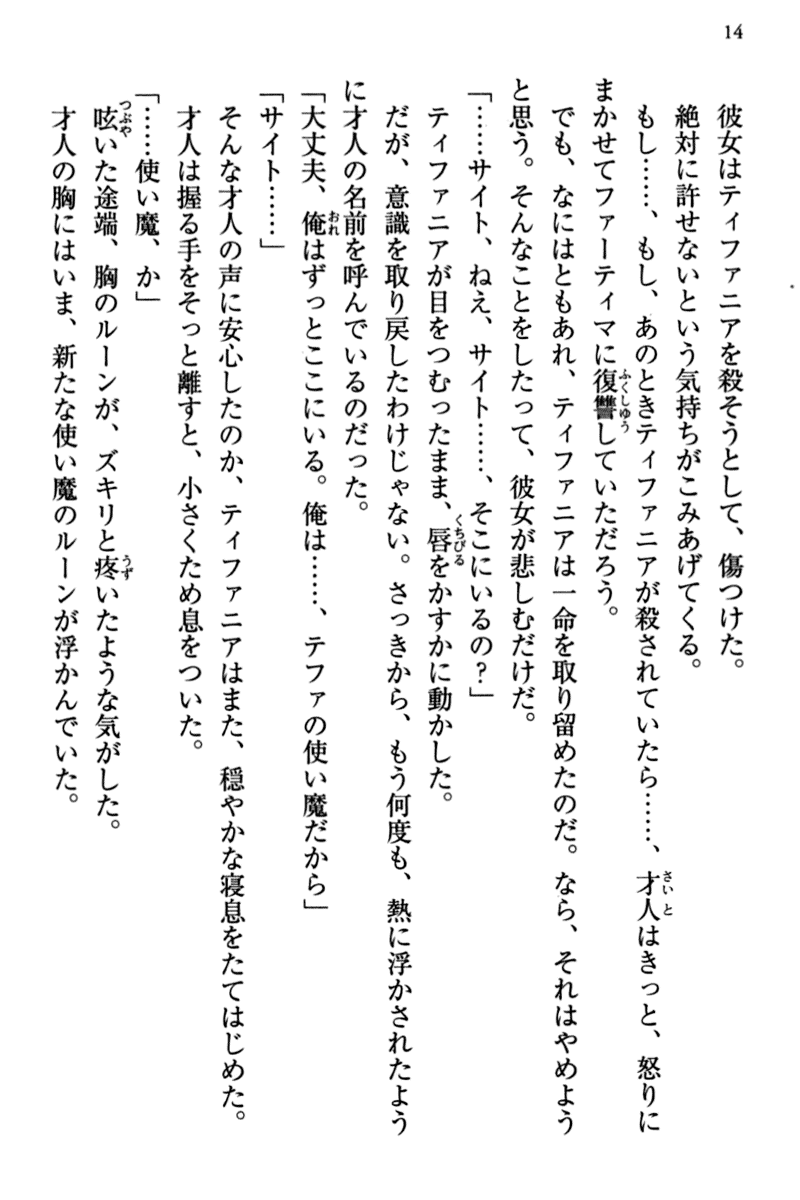 14
彼女はティファニアを殺そうとして、傷つけた。
絶対に許せないという気持ちがこみあげてくる。
もし……、もし、あのときティファニアが殺されていたら……、才人はきっと、怒りに
まかせてファーティマに復讐していただろう。
でも、なにはともあれ、ティファニアは一命を取り留めたのだ。なら、それはやめよう
と思う。そんなことをしたって、彼女が悲しむだけだ。
「……サイト、ねえ、サイト……、そこにいるの？」
ティファニアが目をつむったまま、唇をかすかに動かした。
だが、意識を取り戻したわけじゃない。さっきから、もう何度も、熱に浮かされたよう
に才人の名前を呼んでいるのだった。
「大丈夫、俺はずっとここにいる。俺は……、テファの使い魔だから」
「サイト……」
そんな才人の声に安心したのか、ティファニアはまた、穏やかな寝息をたてはじめた。
才人は握る手をそっと離すと、小さくため息をついた。
「……使い魔、か」
呟いた途端、胸のルーンが、ズキリと疼いたような気がした。
才人の胸にはいま、新たな使い魔のルーンが浮かんでいた。